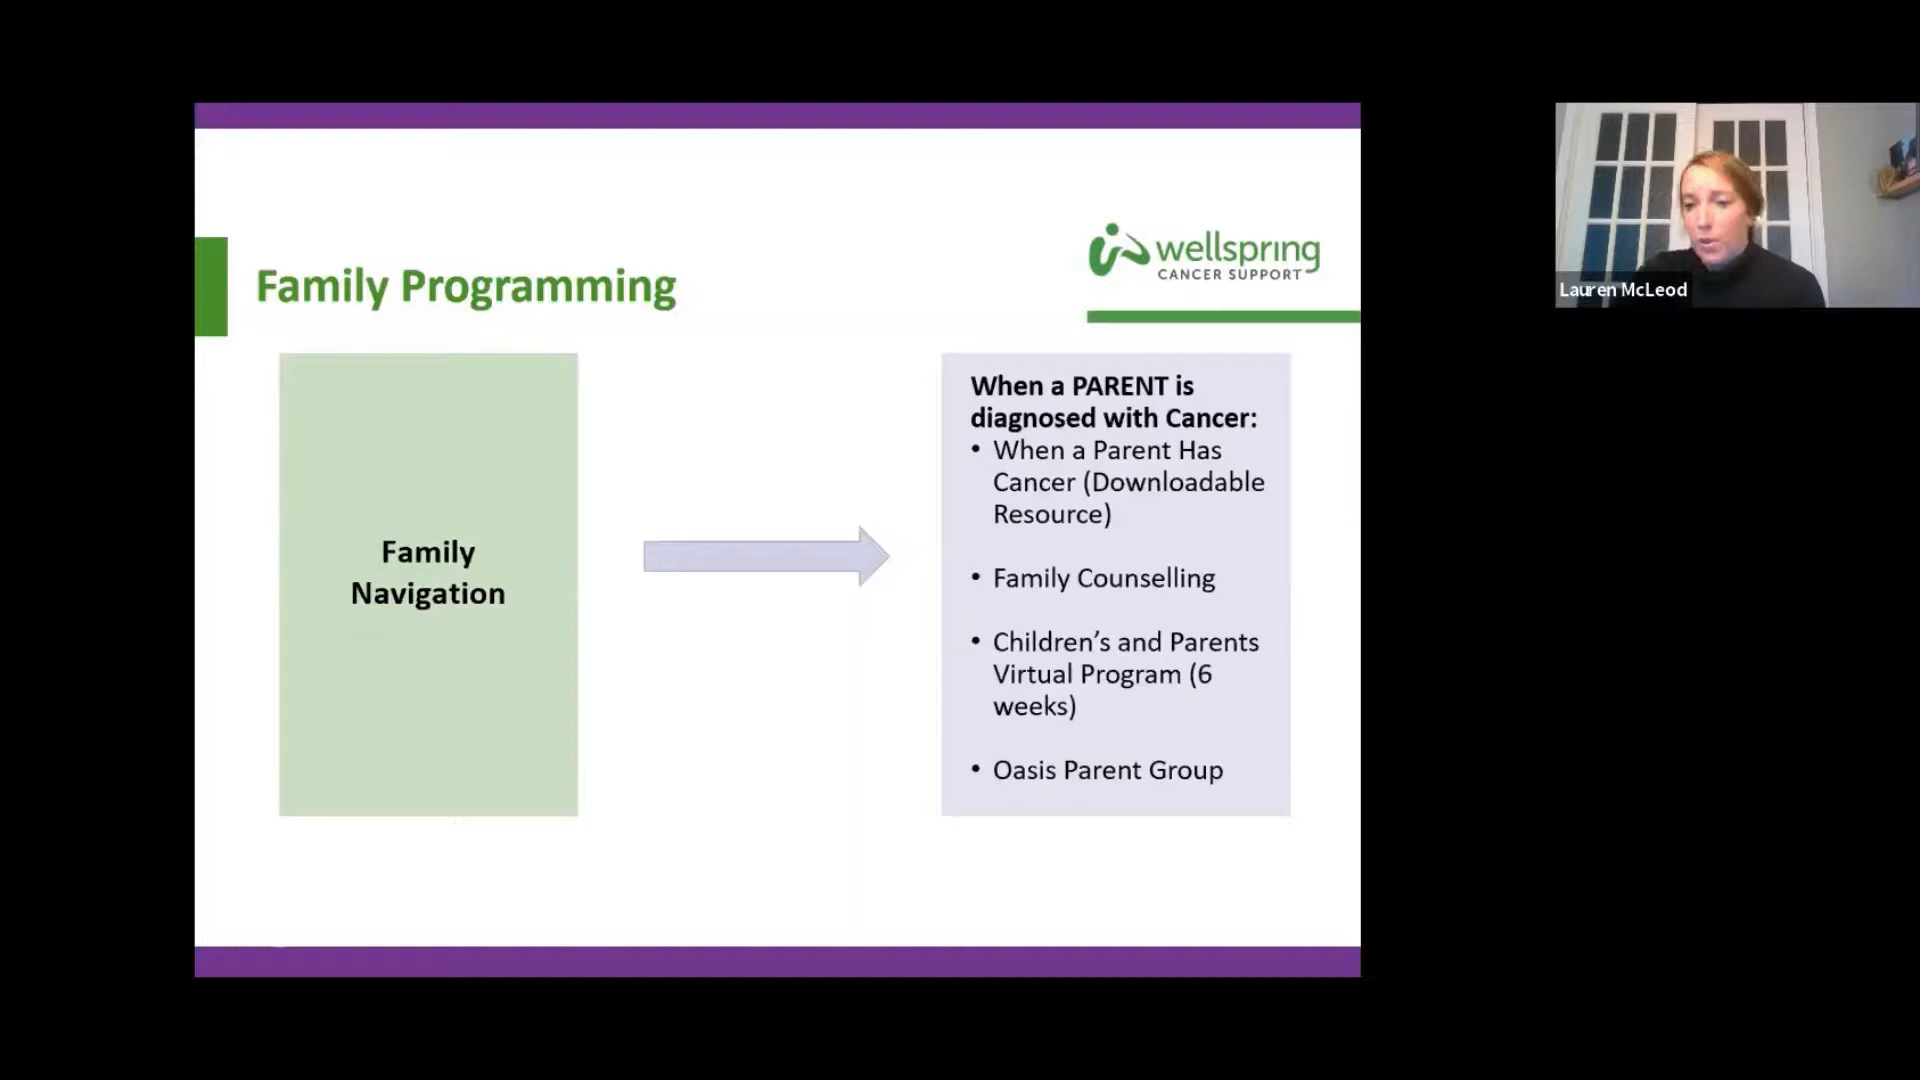 wellspring
CANCER SUPPORT
Family Programming
Family
Navigation
When a PARENT is
diagnosed with Cancer:
• When a Parent Has
Cancer (Downloadable
Resource)
• Family Counselling
• Children’s and Parents
Virtual Program (6
weeks)
• Oasis Parent Group
Lauren McLeod